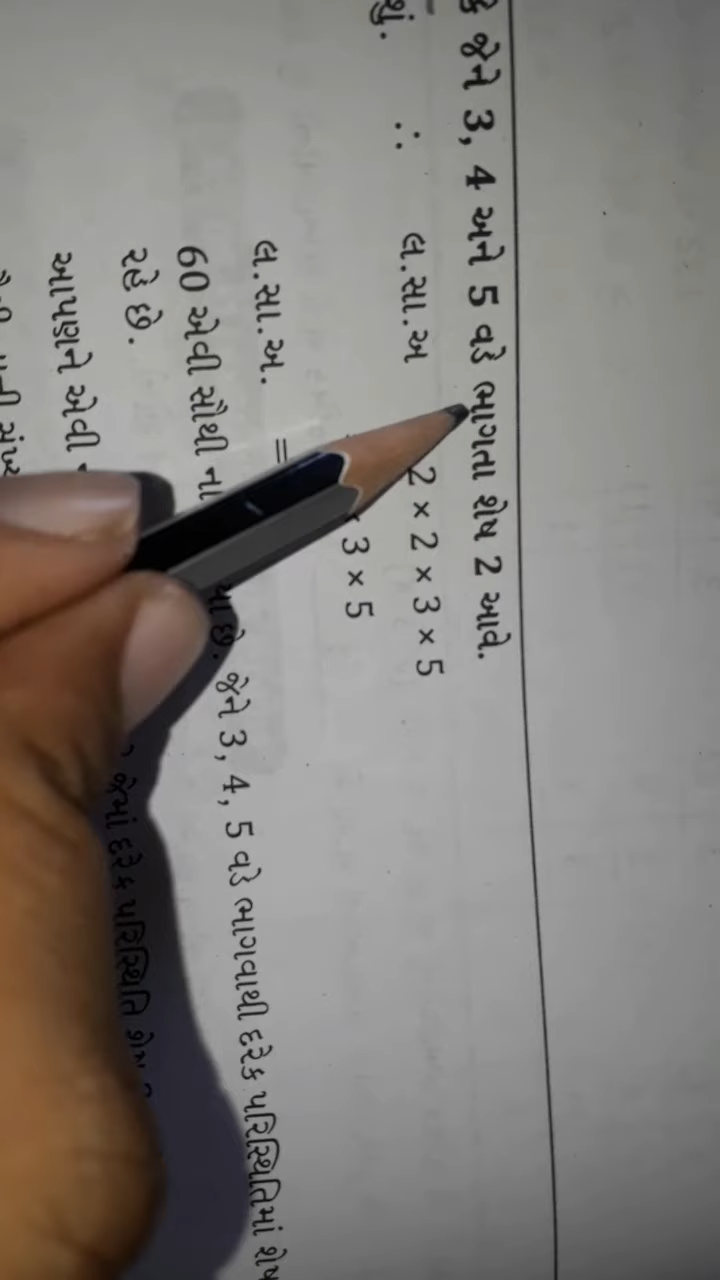 જેને 3, 4 અને 5 વડે ભાગતા શેષ 2 આવે.
શું. ∴ લ.સા.અ 2 × 2 × 3 × 5
3 × 5
લ.સા.અ. =
60 એવી સૌથી ના છે. જેને 3, 4, 5 વડે ભાગવાથી દરેક પરિસ્થિતિમાં શેષ
રહે છે.
આપણને એવી જેમાં દરેક પરિસ્થિતિ શેષ